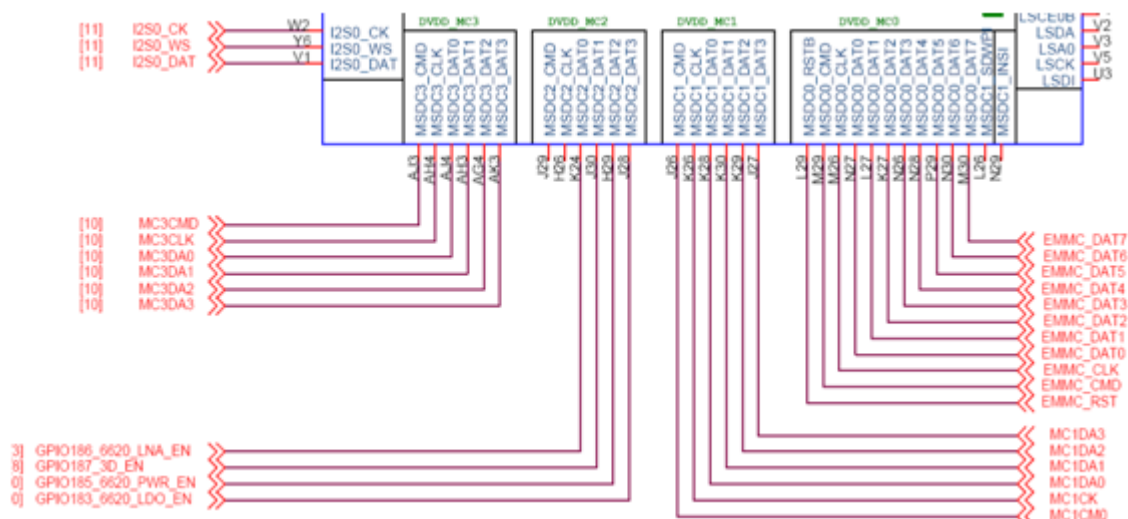 DVDD_MC3 DVDD_MC2 DVDD_MC1 DVDD_MC0
[11] I2S0_CK W2 I2S0_CK
[11] I2S0_WS Y6 I2S0_WS
[11] I2S0_DAT V1 I2S0_DAT
LSCE0B
LSDA V2
LSA0 V3
LSCK V5
LSDI U3
MSDC3_CMD
MSDC3_CLK
MSDC3_DAT0
MSDC3_DAT1
MSDC3_DAT2
MSDC3_DAT3
MSDC2_CMD
MSDC2_CLK
MSDC2_DAT0
MSDC2_DAT1
MSDC2_DAT2
MSDC2_DAT3
MSDC1_CMD
MSDC1_CLK
MSDC1_DAT0
MSDC1_DAT1
MSDC1_DAT2
MSDC1_DAT3
MSDC0_RSTB
MSDC0_CMD
MSDC0_CLK
MSDC0_DAT0
MSDC0_DAT1
MSDC0_DAT2
MSDC0_DAT3
MSDC0_DAT4
MSDC0_DAT5
MSDC0_DAT6
MSDC0_DAT7
MSDC1_SDWPI
MSDC1_INSI
AJ3
AH4
AJ4
AH3
AG4
AK3
J29
H26
K24
J30
H29
J28
J26
K26
K28
K30
K29
J27
L29
M29
M26
N27
L27
K27
N26
N28
P29
N30
M30
L26
N29
[10] MC3CMD
[10] MC3CLK
[10] MC3DA0
[10] MC3DA1
[10] MC3DA2
[10] MC3DA3
EMMC_DAT7
EMMC_DAT6
EMMC_DAT5
EMMC_DAT4
EMMC_DAT3
EMMC_DAT2
EMMC_DAT1
EMMC_DAT0
EMMC_CLK
EMMC_CMD
EMMC_RST
3] GPIO186_6620_LNA_EN
8] GPIO187_3D_EN
0] GPIO185_6620_PWR_EN
0] GPIO183_6620_LDO_EN
MC1DA3
MC1DA2
MC1DA1
MC1DA0
MC1CK
MC1CM0